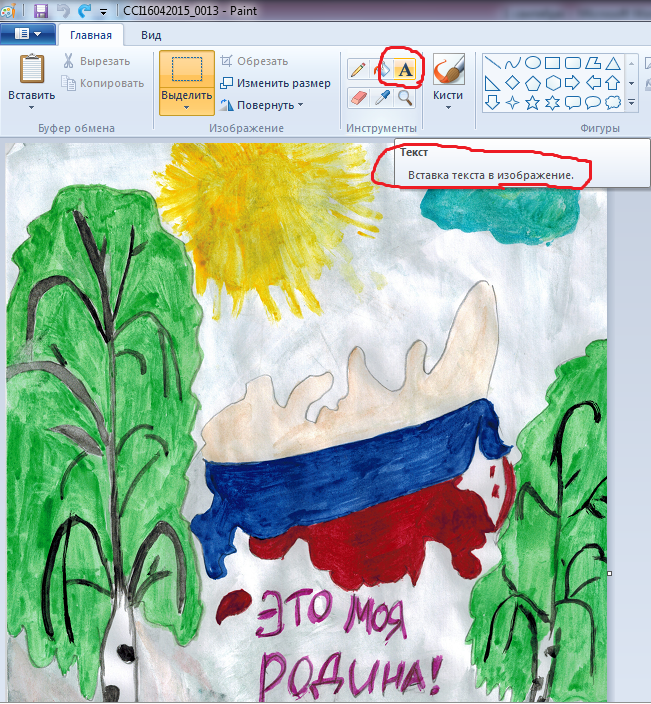 CCI16042015_0013 - Paint
Главная Вид
Вставить
Вырезать
Копировать
Буфер обмена
Выделить
Обрезать
Изменить размер
Повернуть
Изображение
А
Инструменты
Кисти
Фигуры
Текст
Вставка текста в изображение.
ЭТО МОЯ
РОДИНА!